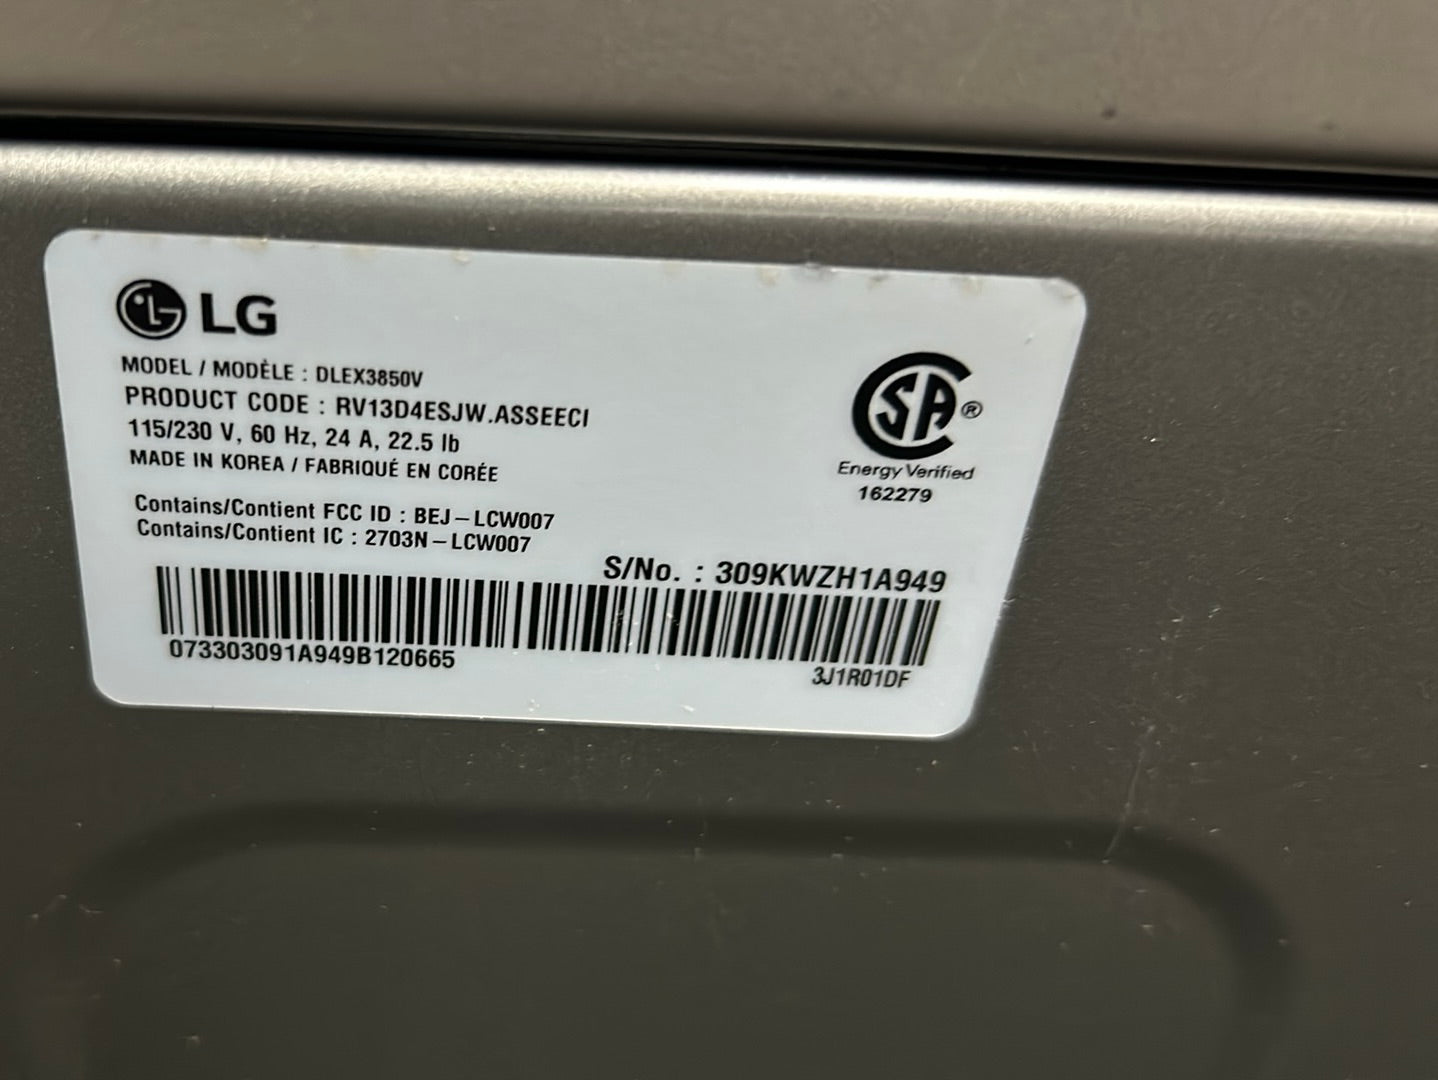 LG
MODEL / MODÈLE : DLEX3850V
PRODUCT CODE : RV13D4ESJW.ASSEECI
115/230 V, 60 Hz, 24 A, 22.5 lb
MADE IN KOREA / FABRIQUÉ EN CORÉE
SA®
Energy Verified
162279
Contains/Contient FCC ID : BEJ-LCW007
Contains/Contient IC : 2703N-LCW007
S/No. : 309KWZH1A949
073303091A949B120665
3J1R01DF